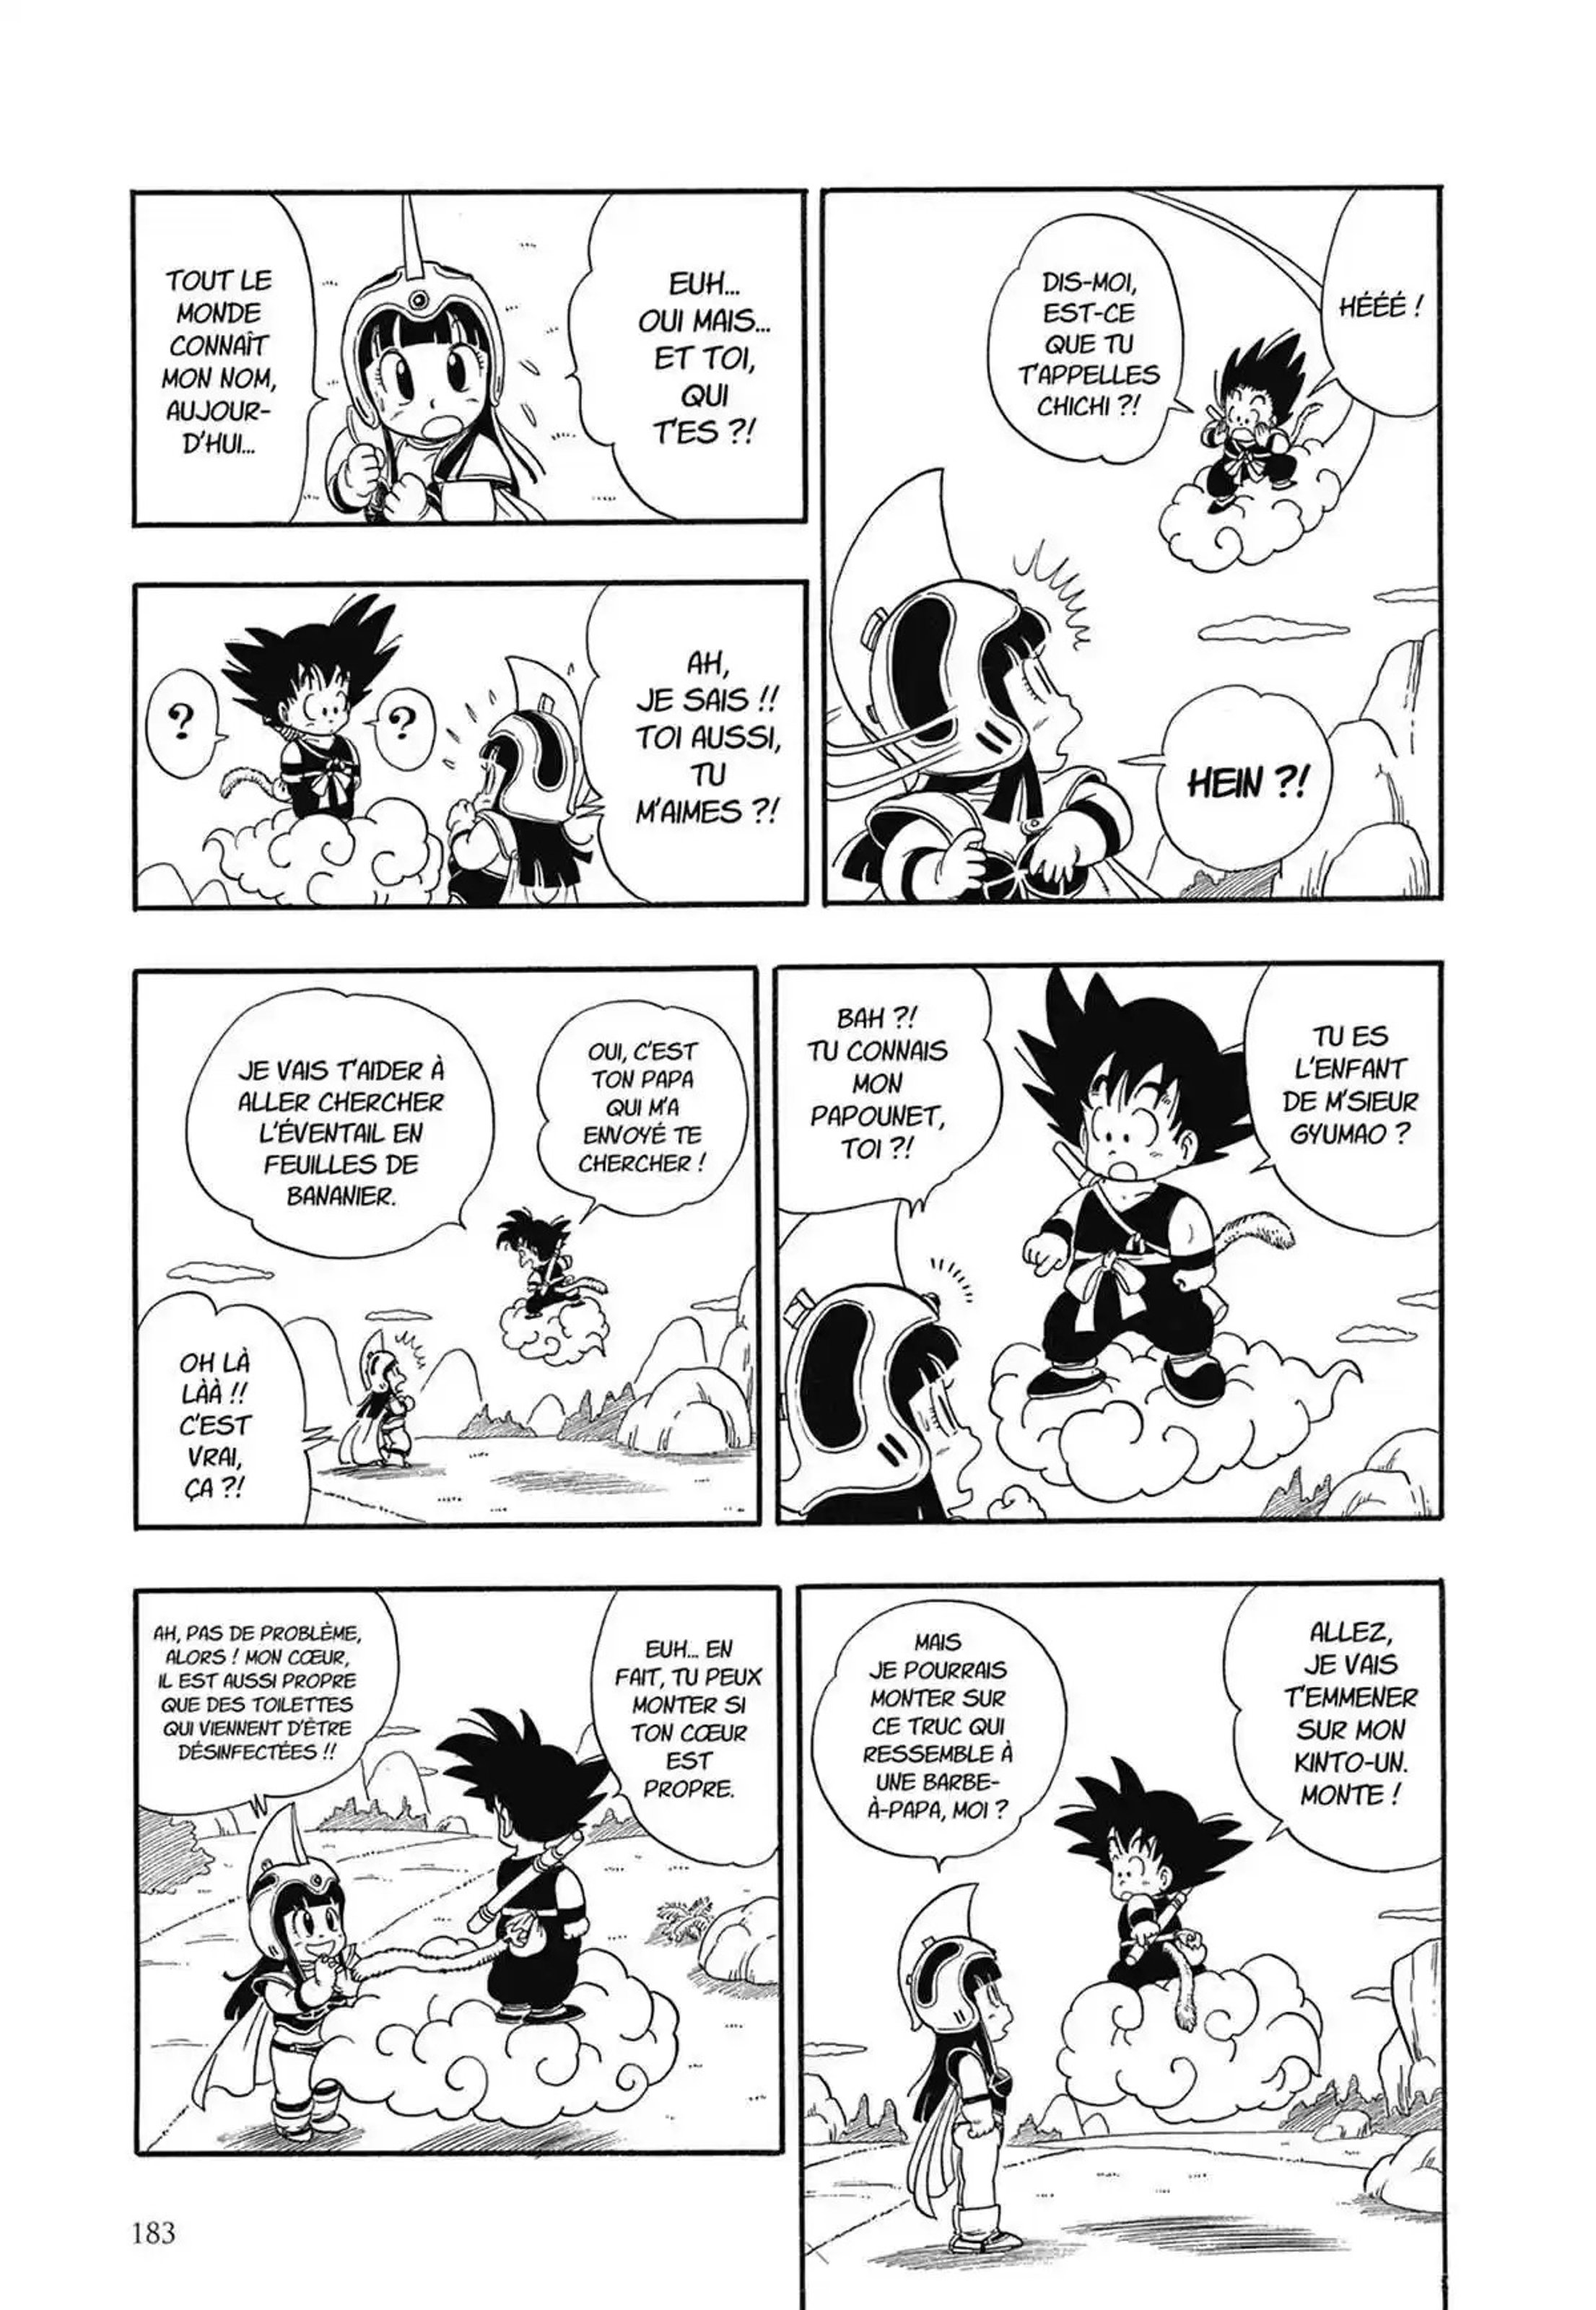 HÉÉÉ !
DIS-MOI,
EST-CE
QUE TU
T'APPELLES
CHICHI ?!
HEIN ?!
EUH...
OUI MAIS...
ET TOI,
QUI
T'ES ?!
TOUT LE
MONDE
CONNAÎT
MON NOM,
AUJOUR-
D'HUI...
AH,
JE SAIS !!
TOI AUSSI,
TU
M'AIMES ?!
?
?
TU ES
L'ENFANT
DE M'SIEUR
GYUMAO ?
BAH ?!
TU CONNAIS
MON
PAPOUNET,
TOI ?!
OUI, C'EST
TON PAPA
QUI M'A
ENVOYÉ TE
CHERCHER !
JE VAIS T'AIDER À
ALLER CHERCHER
L'ÉVENTAIL EN
FEUILLES DE
BANANIER.
OH LÀ
LÀÀ !!
C'EST
VRAI,
ÇA ?!
ALLEZ,
JE VAIS
T'EMMENER
SUR MON
KINTO-UN.
MONTE !
MAIS
JE POURRAIS
MONTER SUR
CE TRUC QUI
RESSEMBLE À
UNE BARBE-
À-PAPA, MOI ?
EUH... EN
FAIT, TU PEUX
MONTER SI
TON CŒUR
EST
PROPRE.
AH, PAS DE PROBLÈME,
ALORS ! MON CŒUR,
IL EST AUSSI PROPRE
QUE DES TOILETTES
QUI VIENNENT D'ÊTRE
DÉSINFECTÉES !!
183